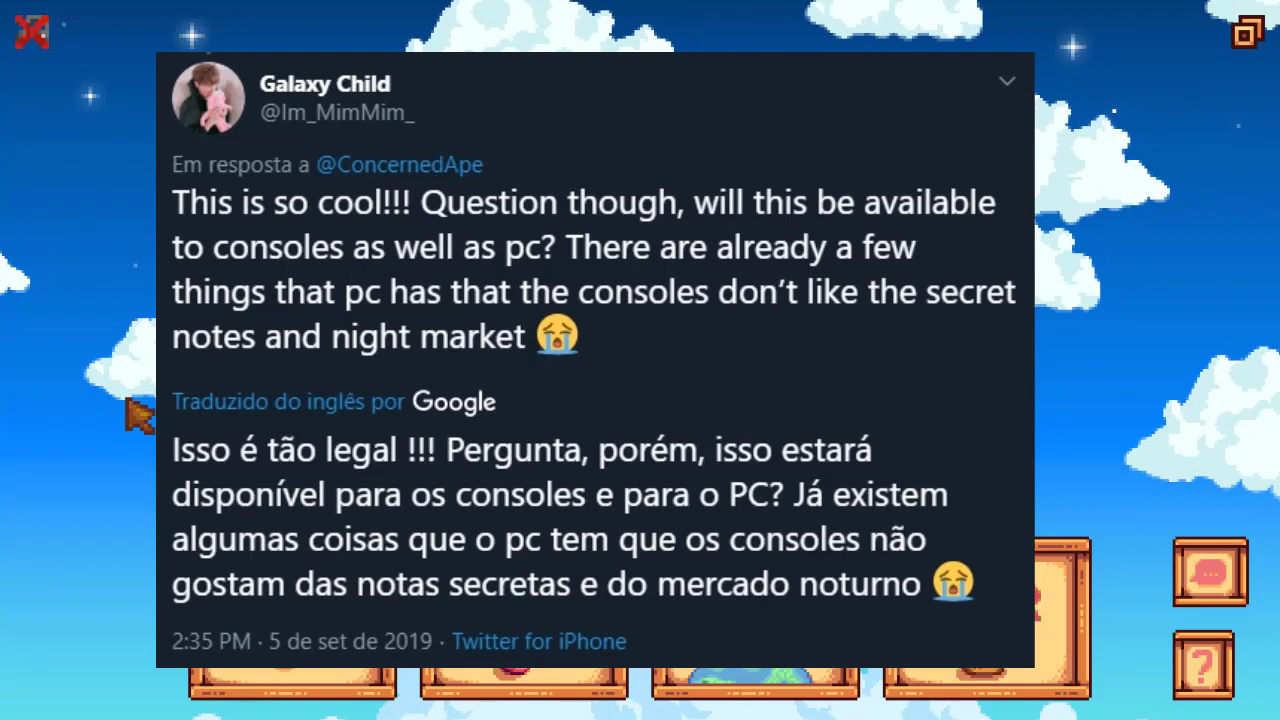 Galaxy Child
@Im_MimMim_
Em resposta a @ConcernedApe
This is so cool!!! Question though, will this be available
to consoles as well as pc? There are already a few
things that pc has that the consoles don’t like the secret
notes and night market 😭
Traduzido do inglês por Google
Isso é tão legal !!! Pergunta, porém, isso estará
disponível para os consoles e para o PC? Já existem
algumas coisas que o pc tem que os consoles não
gostam das notas secretas e do mercado noturno 😭
2:35 PM · 5 de set de 2019 · Twitter for iPhone
?